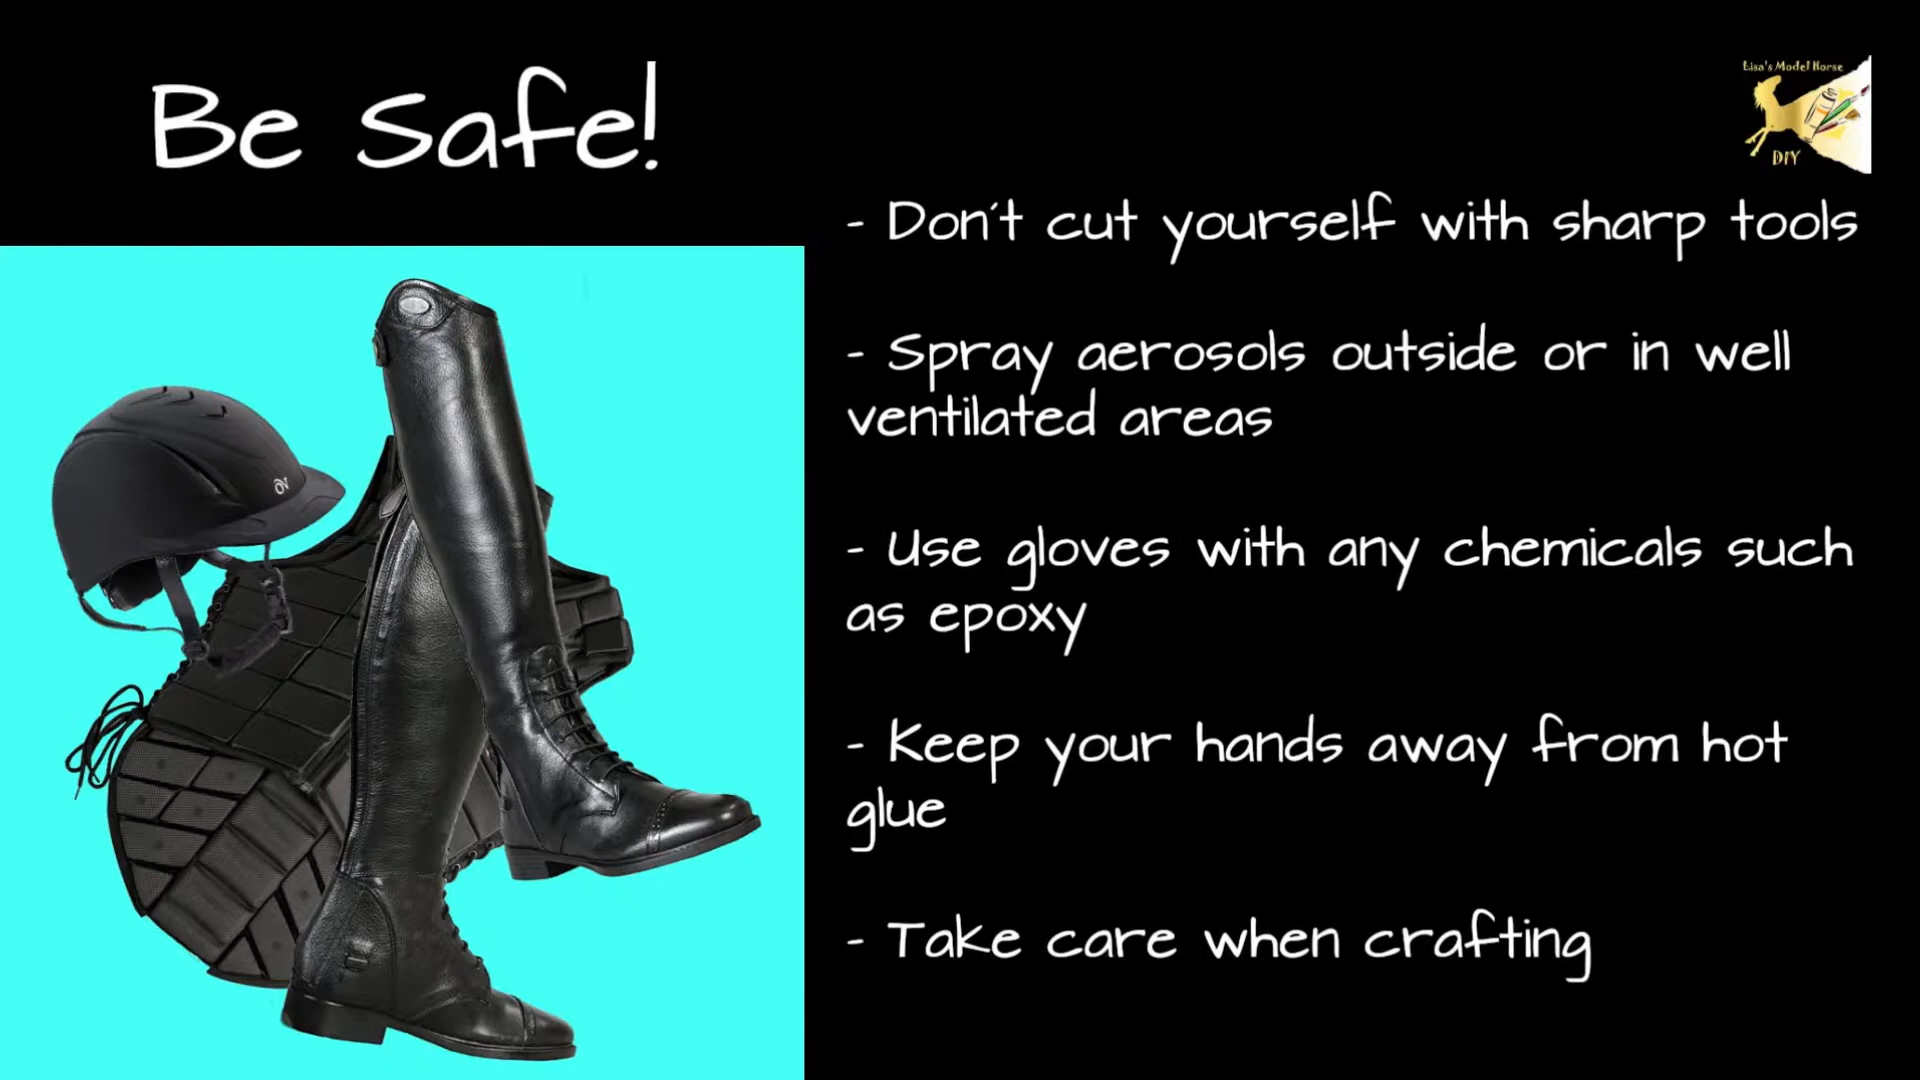 Be Safe!
Lisa's Model Horse
DIY
- Don't cut yourself with sharp tools
- Spray aerosols outside or in well
ventilated areas
- Use gloves with any chemicals such
as epoxy
- Keep your hands away from hot
glue
- Take care when crafting
OV